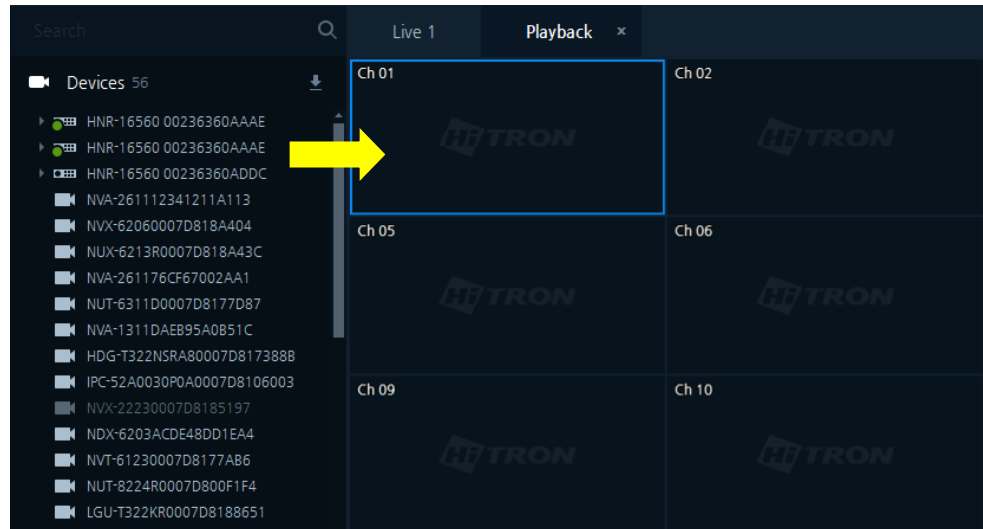 Search
Live 1
Playback ×
Devices 56
HNR-16560 00236360AAAE
HNR-16560 00236360AAAE
HNR-16560 00236360ADDC
NVA-261112341211A113
NVX-62060007D818A404
NUX-6213R0007D818A43C
NVA-261176CF67002AA1
NUT-6311D0007D8177D87
NVA-1311DAEB95A0B51C
HDG-T322NSRA80007D817388B
IPC-52A0030P0A0007D8106003
NVX-22230007D8185197
NDX-6203ACDE48DD1EA4
NVT-61230007D8177AB6
NUT-8224R0007D800F1F4
LGU-T322KR0007D8188651
Ch 01
HiTRON
Ch 02
HiTRON
Ch 05
HiTRON
Ch 06
HiTRON
Ch 09
HiTRON
Ch 10
HiTRON